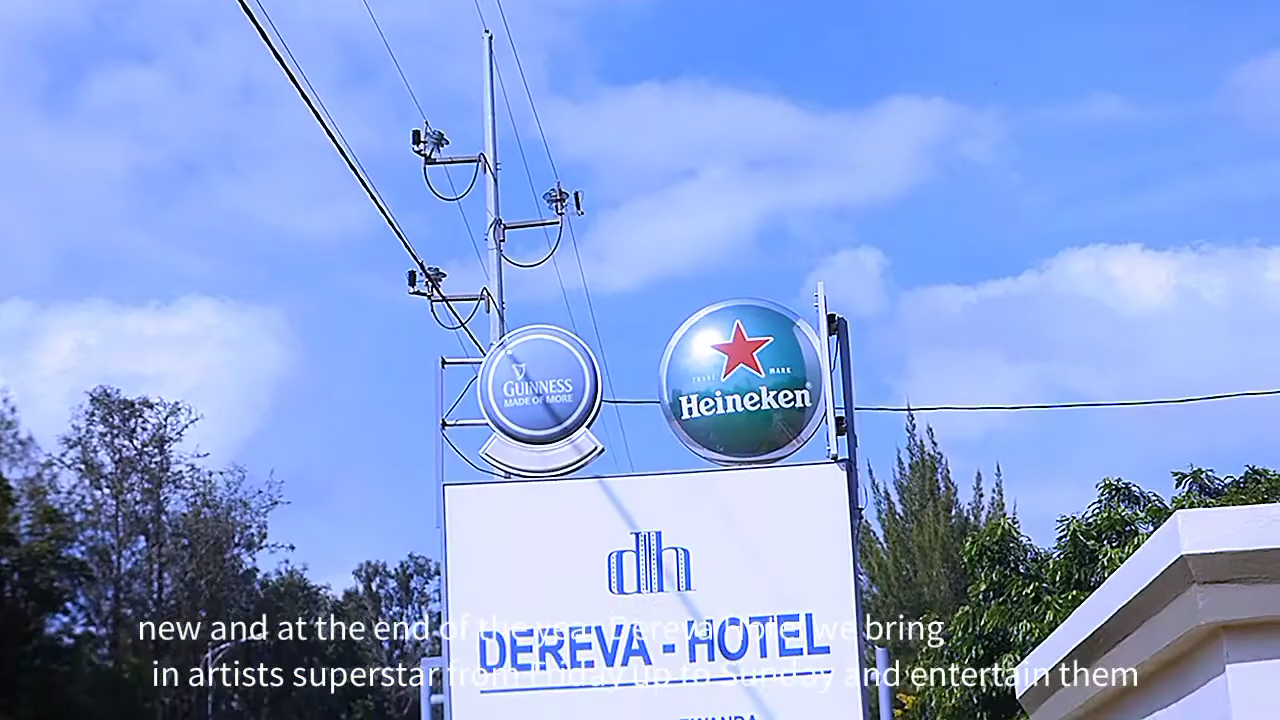 GUINNESS
MADE OF MORE
TRADE MARK
Heineken
dh
DEREVA - HOTEL
RWANDA
new and at the end of the year Dereva Hotel we bring
in artists superstar from Friday up to Sunday and entertain them